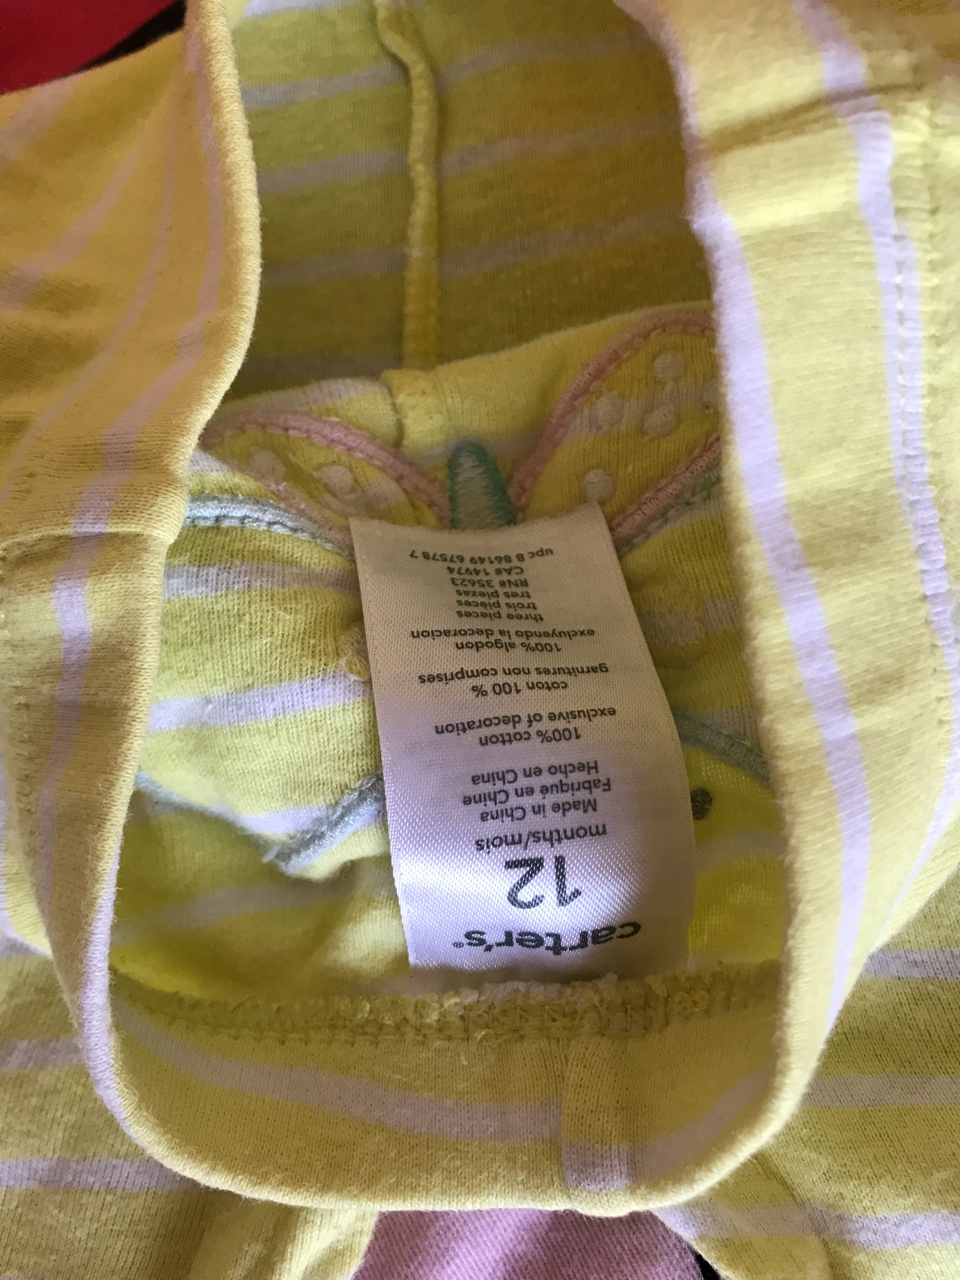 carter's
12
months/mois
Made in China
Fabriqué en Chine
Hecho en China
100% cotton
exclusive of decoration
coton 100 %
garnitures non comprises
100% algodon
excluyendo la decoracion
three pieces
trois pièces
tres piezas
RN# 35623
CA# 14974
upc 8 86149 67578 7